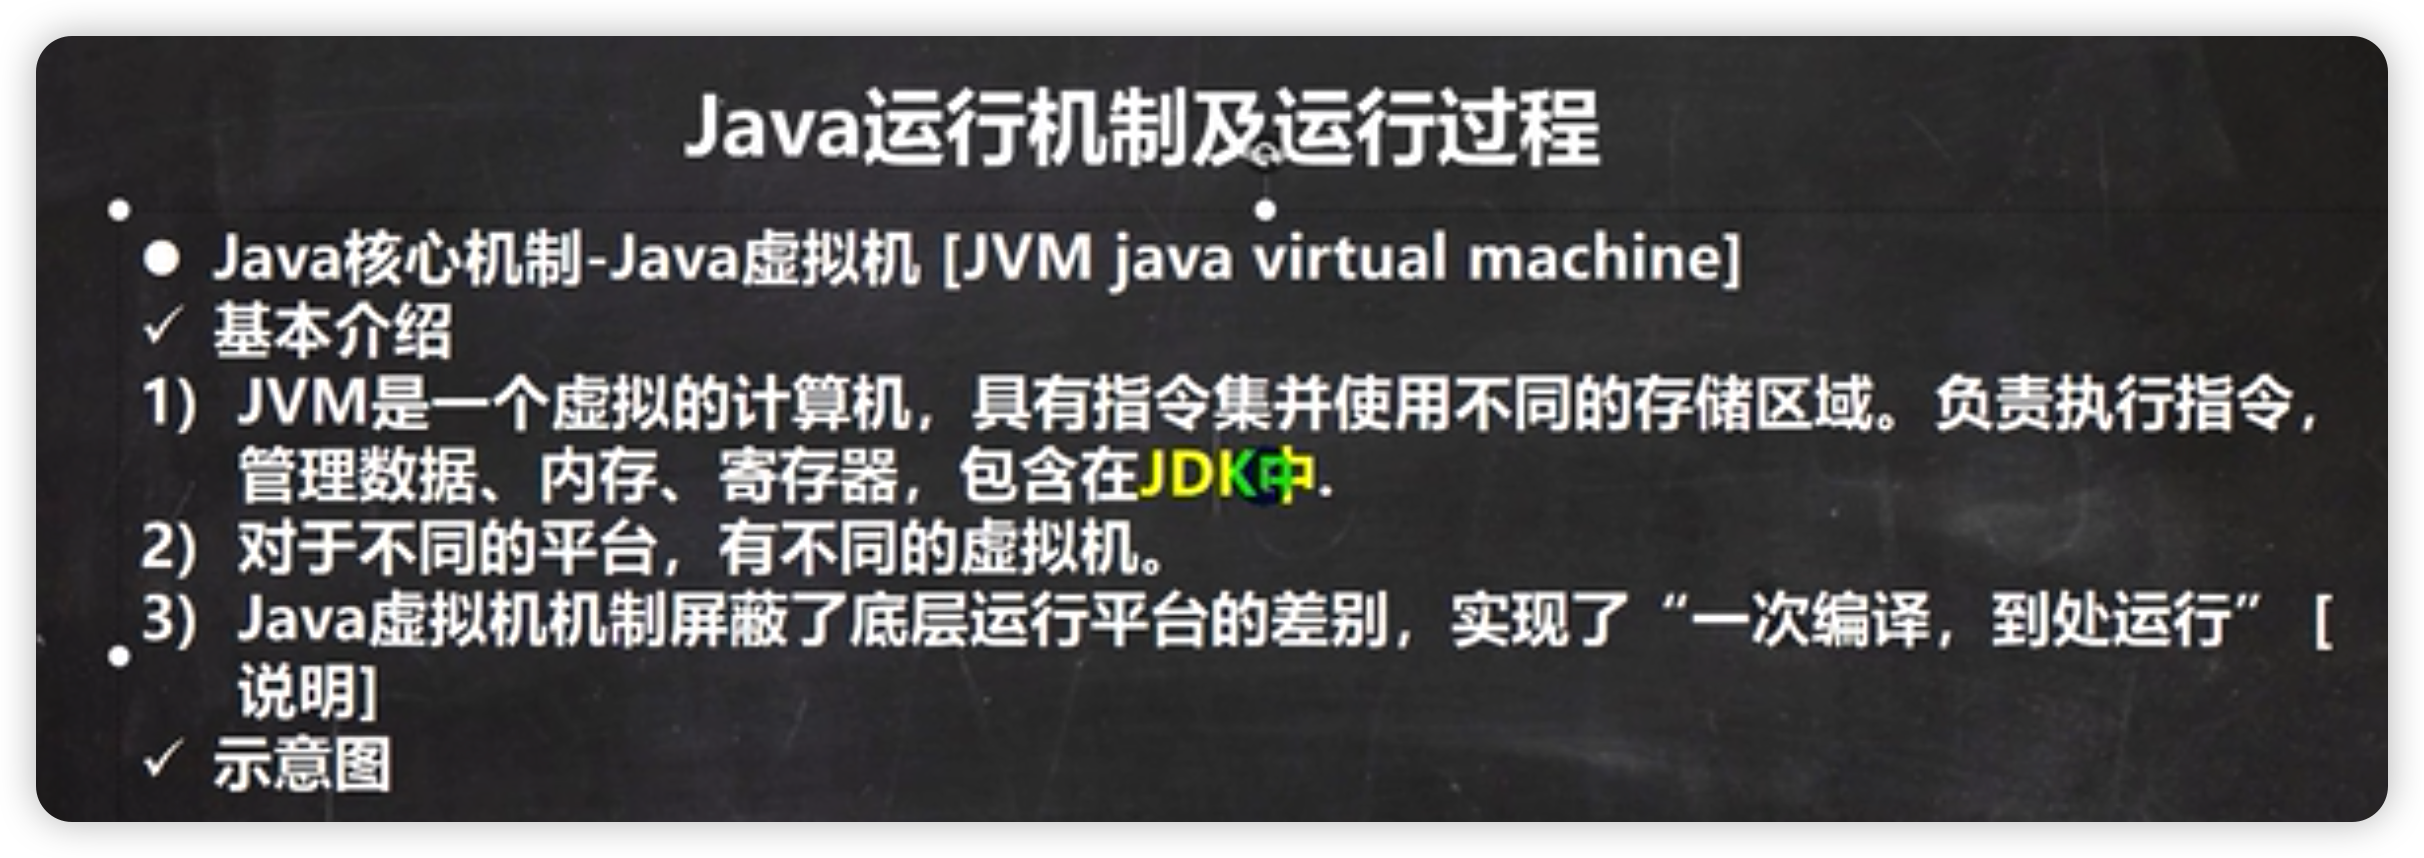 Java运行机制及运行过程
● Java核心机制-Java虚拟机 [JVM java virtual machine]
✓ 基本介绍
1) JVM是一个虚拟的计算机，具有指令集并使用不同的存储区域。负责执行指令，
管理数据、内存、寄存器，包含在JDK中.
2) 对于不同的平台，有不同的虚拟机。
3) Java虚拟机机制屏蔽了底层运行平台的差别，实现了“一次编译，到处运行” [
说明]
✓ 示意图